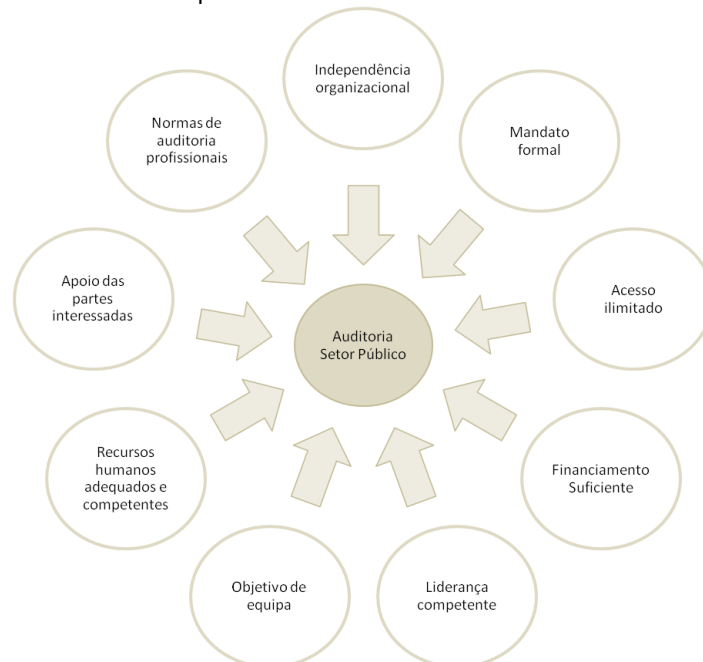 Independência
organizacional
Mandato
formal
Acesso
ilimitado
Financiamento
Suficiente
Liderança
competente
Objetivo de
equipa
Recursos
humanos
adequados e
competentes
Apoio das
partes
interessadas
Normas de
auditoria
profissionais
Auditoria
Setor Público